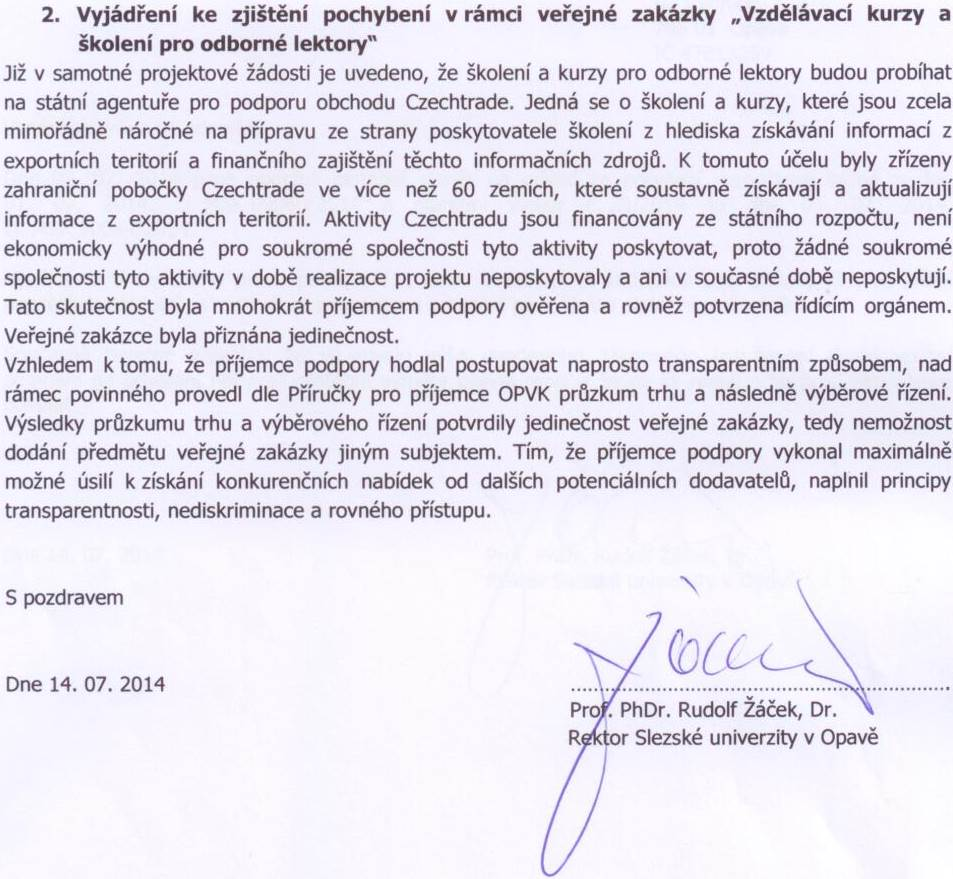 2. Vyjádření ke zjištění pochybení v rámci veřejné zakázky „Vzdělávací kurzy a
školení pro odborné lektory“
Již v samotné projektové žádosti je uvedeno, že školení a kurzy pro odborné lektory budou probíhat
na státní agentuře pro podporu obchodu Czechtrade. Jedná se o školení a kurzy, které jsou zcela
mimořádně náročné na přípravu ze strany poskytovatele školení z hlediska získávání informací z
exportních teritorií a finančního zajištění těchto informačních zdrojů. K tomuto účelu byly zřízeny
zahraniční pobočky Czechtrade ve více než 60 zemích, které soustavně získávají a aktualizují
informace z exportních teritorií. Aktivity Czechtradu jsou financovány ze státního rozpočtu, není
ekonomicky výhodné pro soukromé společnosti tyto aktivity poskytovat, proto žádné soukromé
společnosti tyto aktivity v době realizace projektu neposkytovaly a ani v současné době neposkytují.
Tato skutečnost byla mnohokrát příjemcem podpory ověřena a rovněž potvrzena řídícím orgánem.
Veřejné zakázce byla přiznána jedinečnost.
Vzhledem k tomu, že příjemce podpory hodlal postupovat naprosto transparentním způsobem, nad
rámec povinného provedl dle Příručky pro příjemce OPVK průzkum trhu a následně výběrové řízení.
Výsledky průzkumu trhu a výběrového řízení potvrdily jedinečnost veřejné zakázky, tedy nemožnost
dodání předmětu veřejné zakázky jiným subjektem. Tím, že příjemce podpory vykonal maximálně
možné úsilí k získání konkurenčních nabídek od dalších potenciálních dodavatelů, naplnil principy
transparentnosti, nediskriminace a rovného přístupu.
S pozdravem
Dne 14. 07. 2014
Prof. PhDr. Rudolf Žáček, Dr.
Rektor Slezské univerzity v Opavě